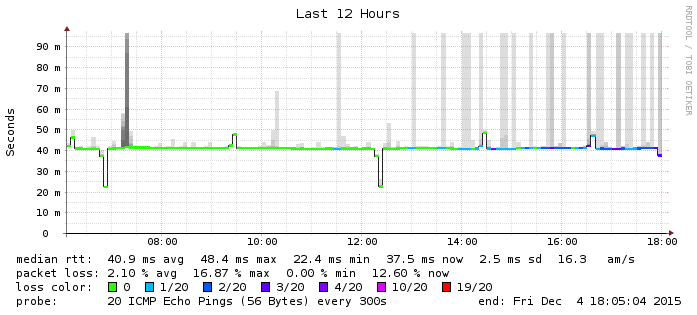 Last 12 Hours
RRDTOOL / TOBI OETIKER
Seconds
90 m
80 m
70 m
60 m
50 m
40 m
30 m
20 m
10 m
0
08:00 10:00 12:00 14:00 16:00 18:00
median rtt: 40.9 ms avg 48.4 ms max 22.4 ms min 37.5 ms now 2.5 ms sd 16.3 am/s
packet loss: 2.10 % avg 16.87 % max 0.00 % min 12.60 % now
loss color: 0 1/20 2/20 3/20 4/20 10/20 19/20
probe: 20 ICMP Echo Pings (56 Bytes) every 300s end: Fri Dec 4 18:05:04 2015